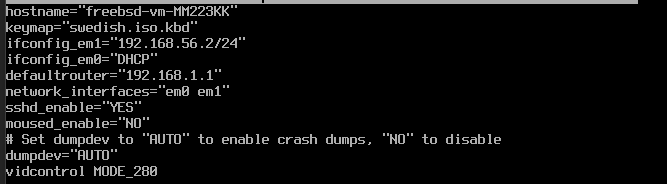 hostname="freebsd-vm-MM223KK"
keymap="swedish.iso.kbd"
ifconfig_em1="192.168.56.2/24"
ifconfig_em0="DHCP"
defaultrouter="192.168.1.1"
network_interfaces="em0 em1"
sshd_enable="YES"
moused_enable="NO"
# Set dumpdev to "AUTO" to enable crash dumps, "NO" to disable
dumpdev="AUTO"
vidcontrol MODE_280